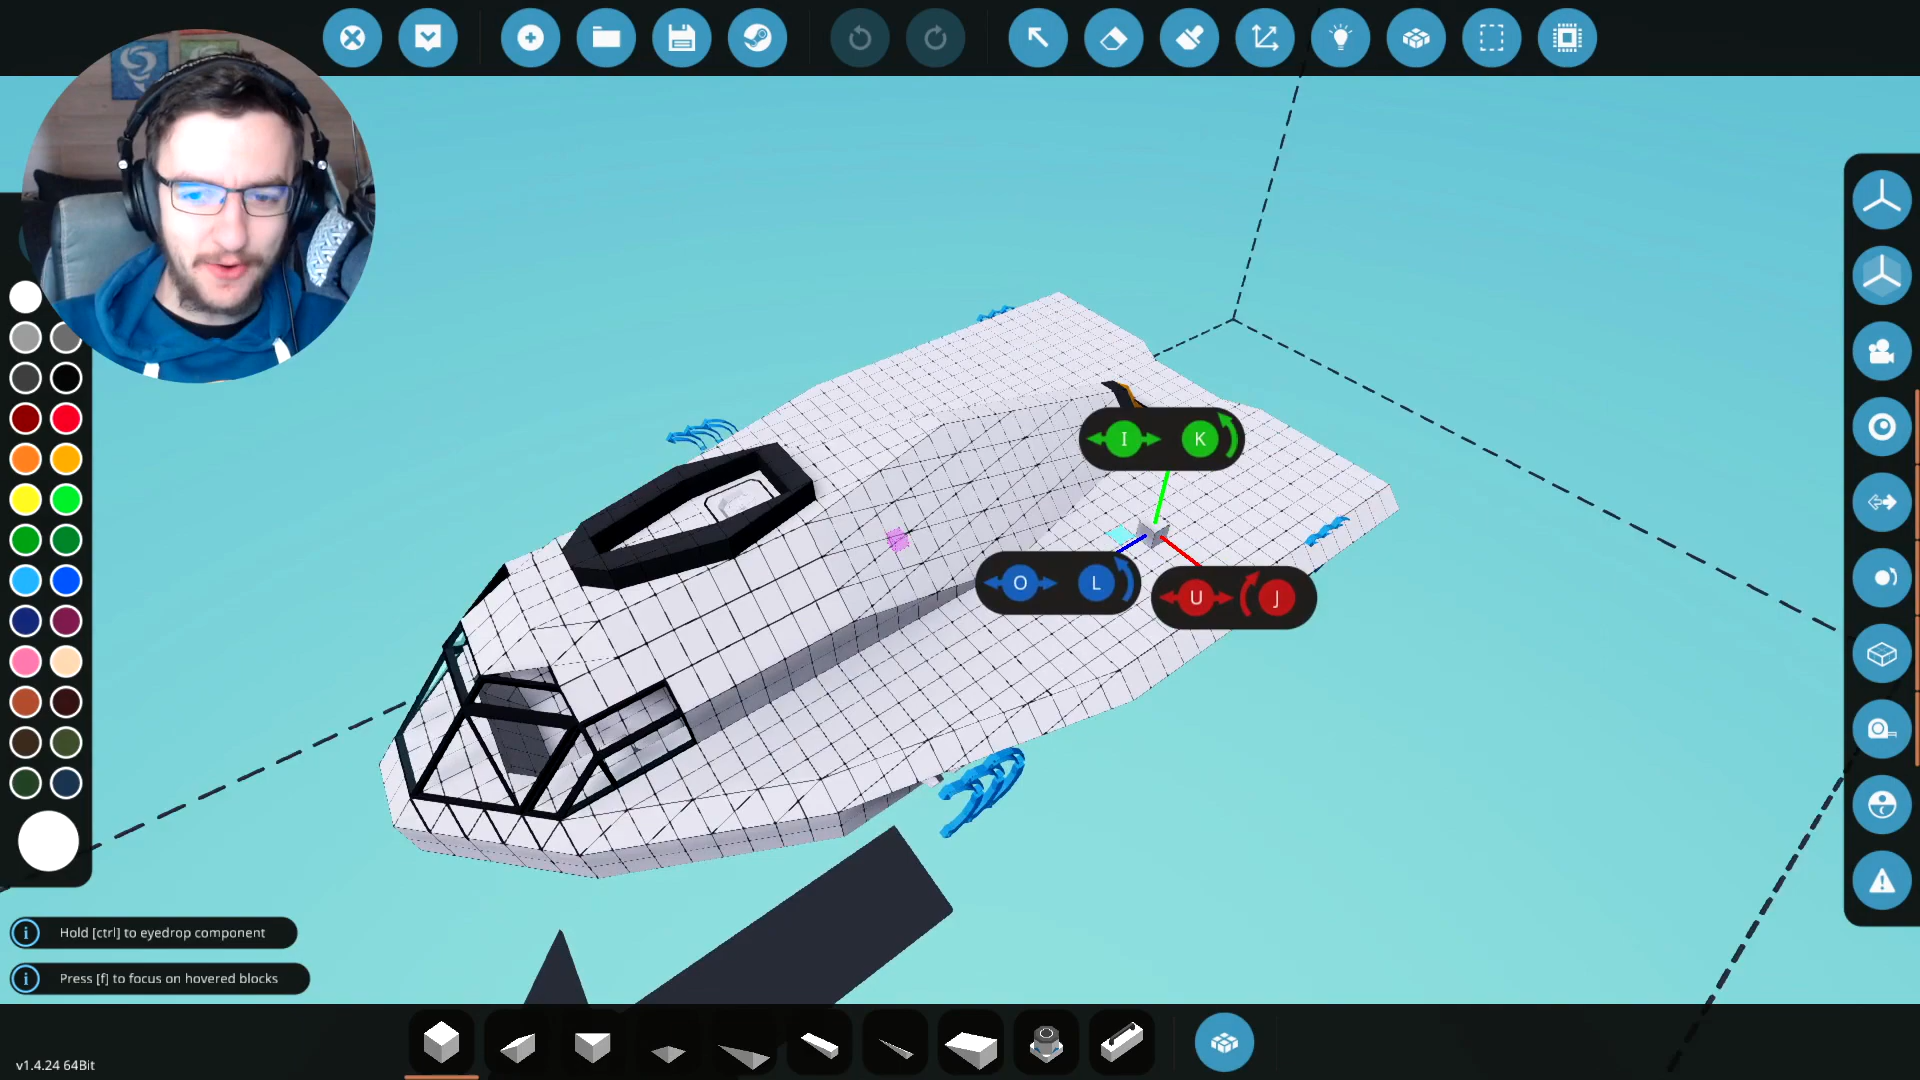 I K
O L
U J
Hold [ctrl] to eyedrop component
Press [f] to focus on hovered blocks
v1.4.24 64Bit